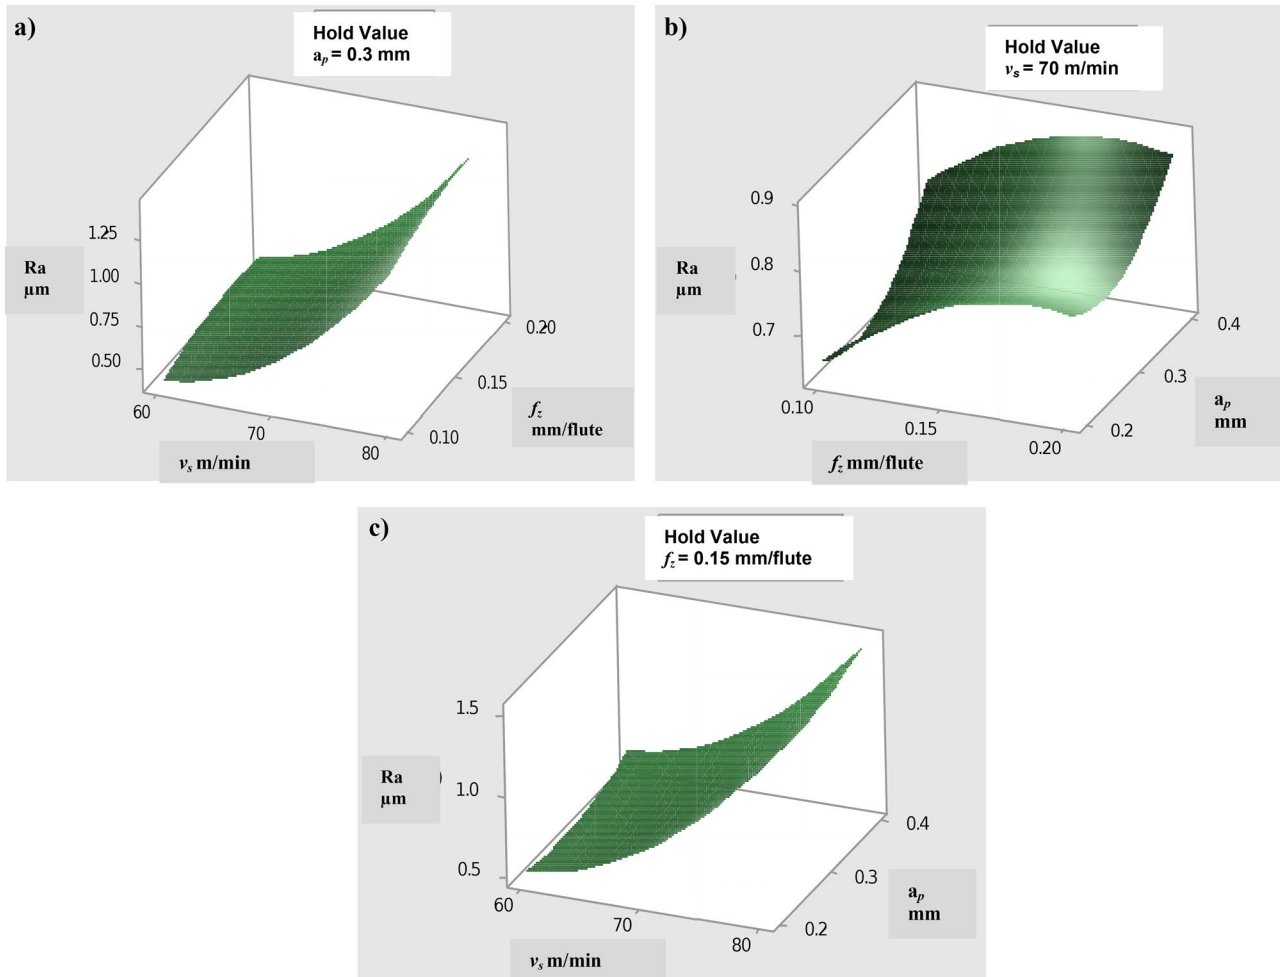 a)
Hold Value
aₚ = 0.3 mm
Ra
µm
1.25
1.00
0.75
0.50
60
70
80
vₛ m/min
0.20
0.15
0.10
f_z
mm/flute
b)
Hold Value
vₛ = 70 m/min
Ra
µm
0.9
0.8
0.7
0.10
0.15
0.20
f_z mm/flute
0.4
0.3
0.2
aₚ
mm
c)
Hold Value
f_z = 0.15 mm/flute
Ra
µm
1.5
1.0
0.5
60
70
80
vₛ m/min
0.4
0.3
0.2
aₚ
mm